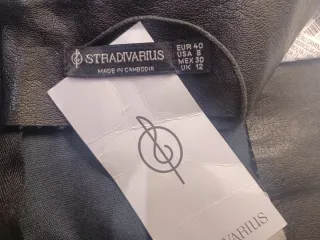 STRADIVARIUS
MADE IN CAMBODIA
EUR 40
USA 8
MEX 30
UK 12
STRADIVARIUS